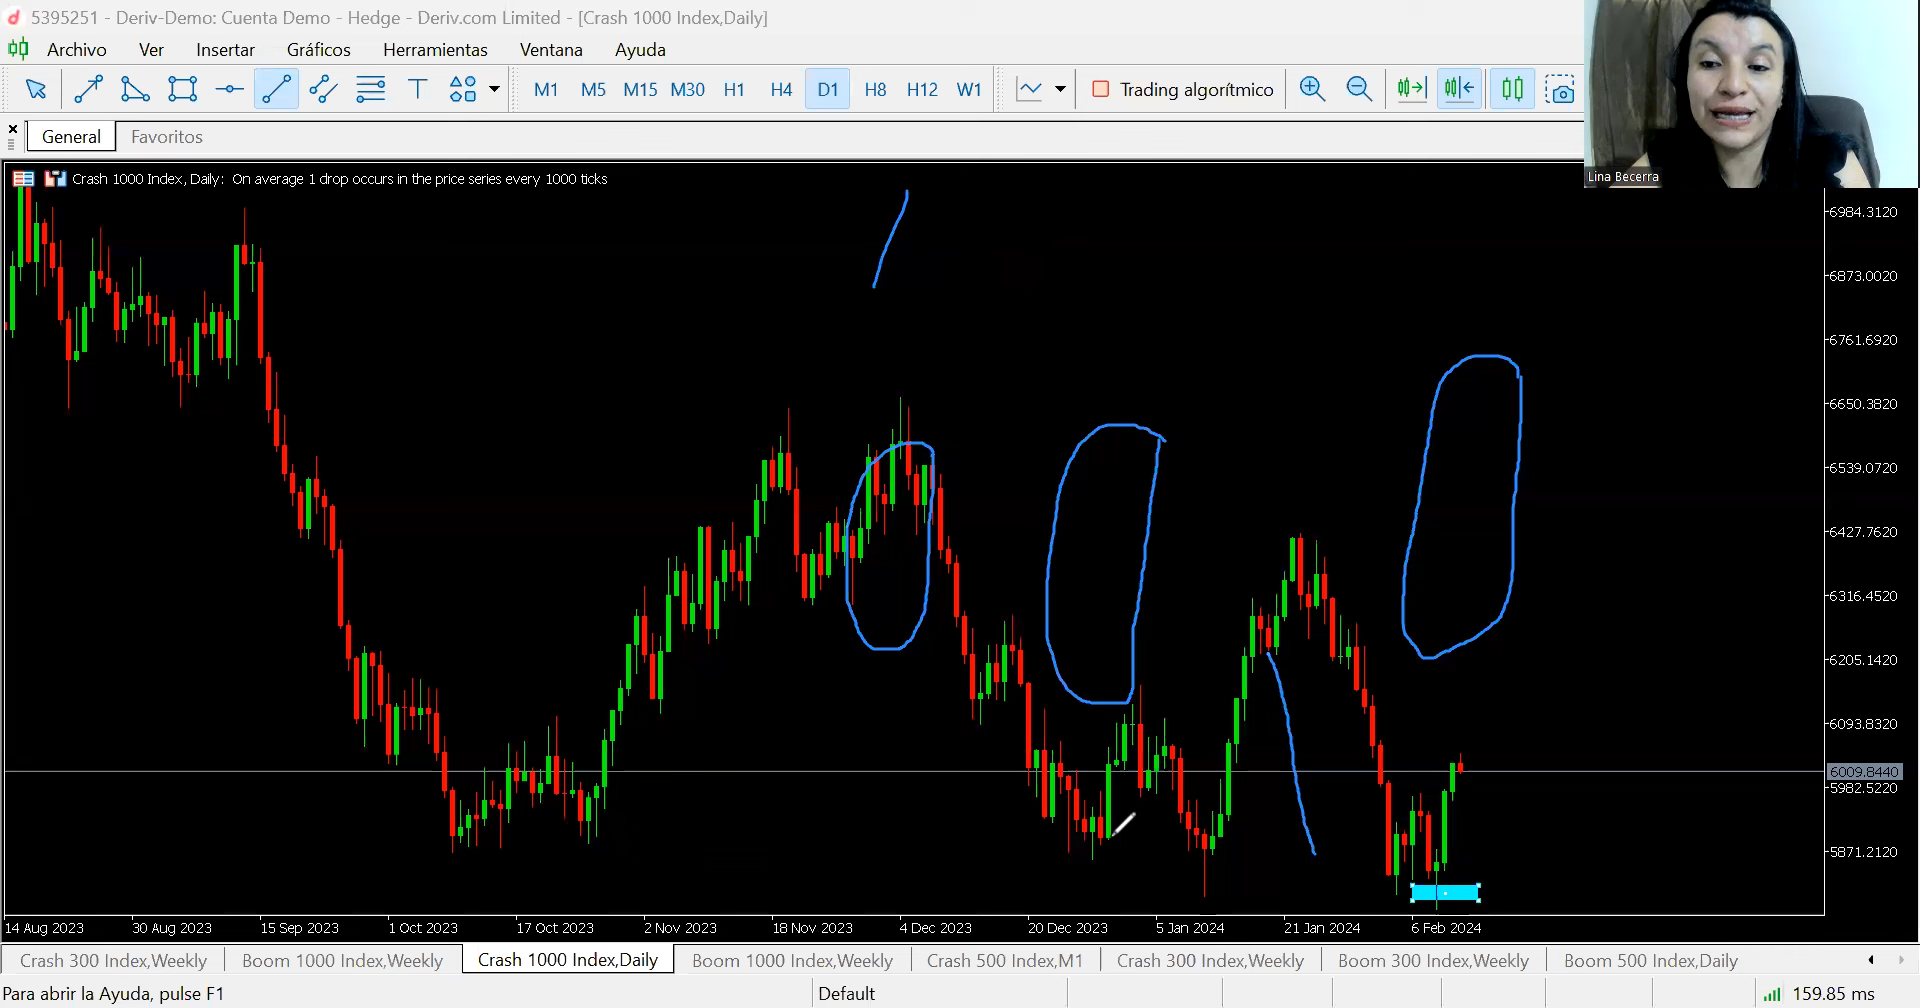 5395251 - Deriv-Demo: Cuenta Demo - Hedge - Deriv.com Limited - [Crash 1000 Index,Daily]
Archivo Ver Insertar Gráficos Herramientas Ventana Ayuda
T M1 M5 M15 M30 H1 H4 D1 H8 H12 W1 Trading algorítmico
General Favoritos
Lina Becerra
Crash 1000 Index, Daily: On average 1 drop occurs in the price series every 1000 ticks
6984.3120
6873.0020
6761.6920
6650.3820
6539.0720
6427.7620
6316.4520
6205.1420
6093.8320
6009.8440
5982.5220
5871.2120
14 Aug 2023 30 Aug 2023 15 Sep 2023 1 Oct 2023 17 Oct 2023 2 Nov 2023 18 Nov 2023 4 Dec 2023 20 Dec 2023 5 Jan 2024 21 Jan 2024 6 Feb 2024
Crash 300 Index,Weekly Boom 1000 Index,Weekly Crash 1000 Index,Daily Boom 1000 Index,Weekly Crash 500 Index,M1 Crash 300 Index,Weekly Boom 300 Index,Weekly Boom 500 Index,Daily
Para abrir la Ayuda, pulse F1 Default 159.85 ms